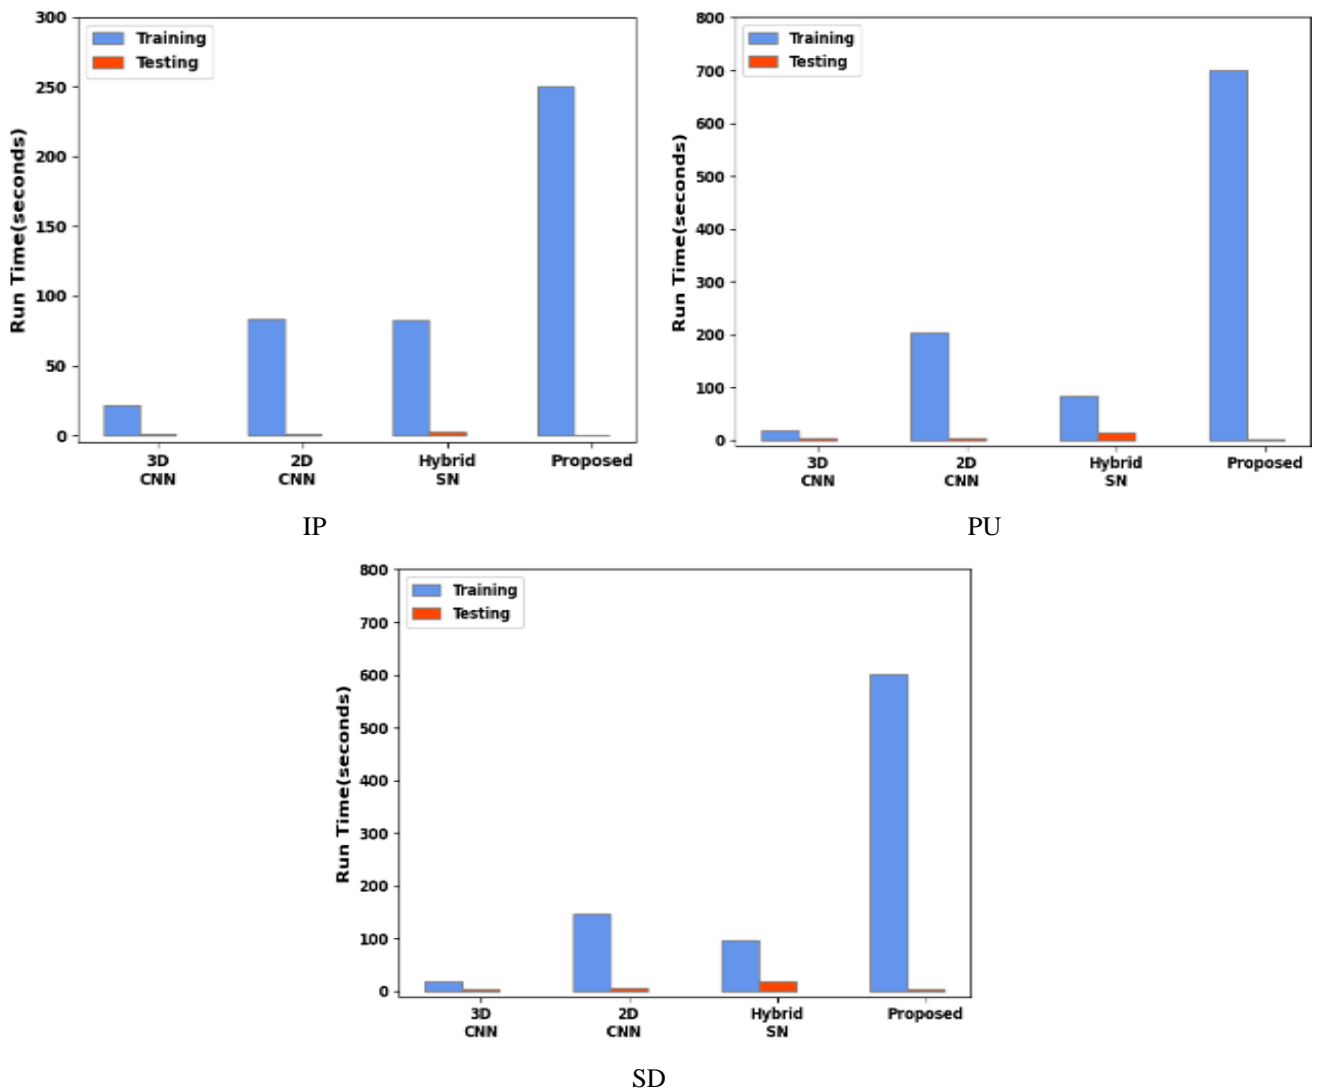 300
250
200
150
100
50
0
Run Time(seconds)
Training
Testing
3D
CNN
2D
CNN
Hybrid
SN
Proposed
IP
800
700
600
500
400
300
200
100
0
Run Time(seconds)
Training
Testing
3D
CNN
2D
CNN
Hybrid
SN
Proposed
PU
800
700
600
500
400
300
200
100
0
Run Time(seconds)
Training
Testing
3D
CNN
2D
CNN
Hybrid
SN
Proposed
SD